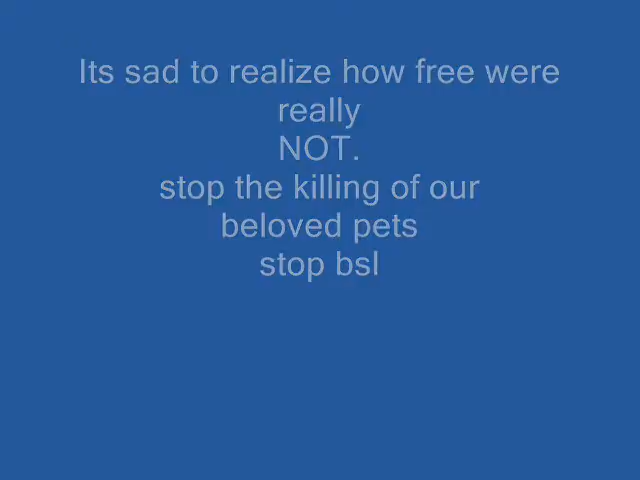 Its sad to realize how free were
really
NOT.
stop the killing of our
beloved pets
stop bsl